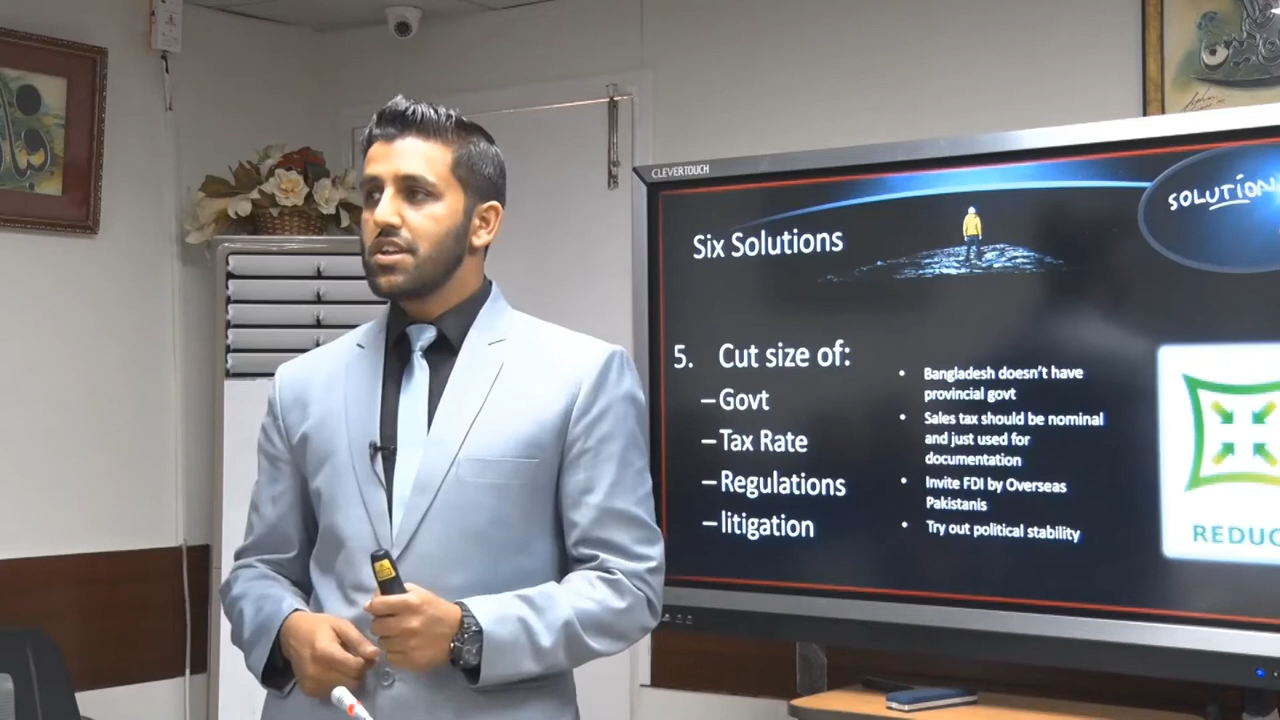 CLEVERTOUCH
SOLUTION
Six Solutions
5. Cut size of:
– Govt
– Tax Rate
– Regulations
– litigation
• Bangladesh doesn't have
provincial govt
• Sales tax should be nominal
and just used for
documentation
• Invite FDI by Overseas
Pakistanis
• Try out political stability
REDUC